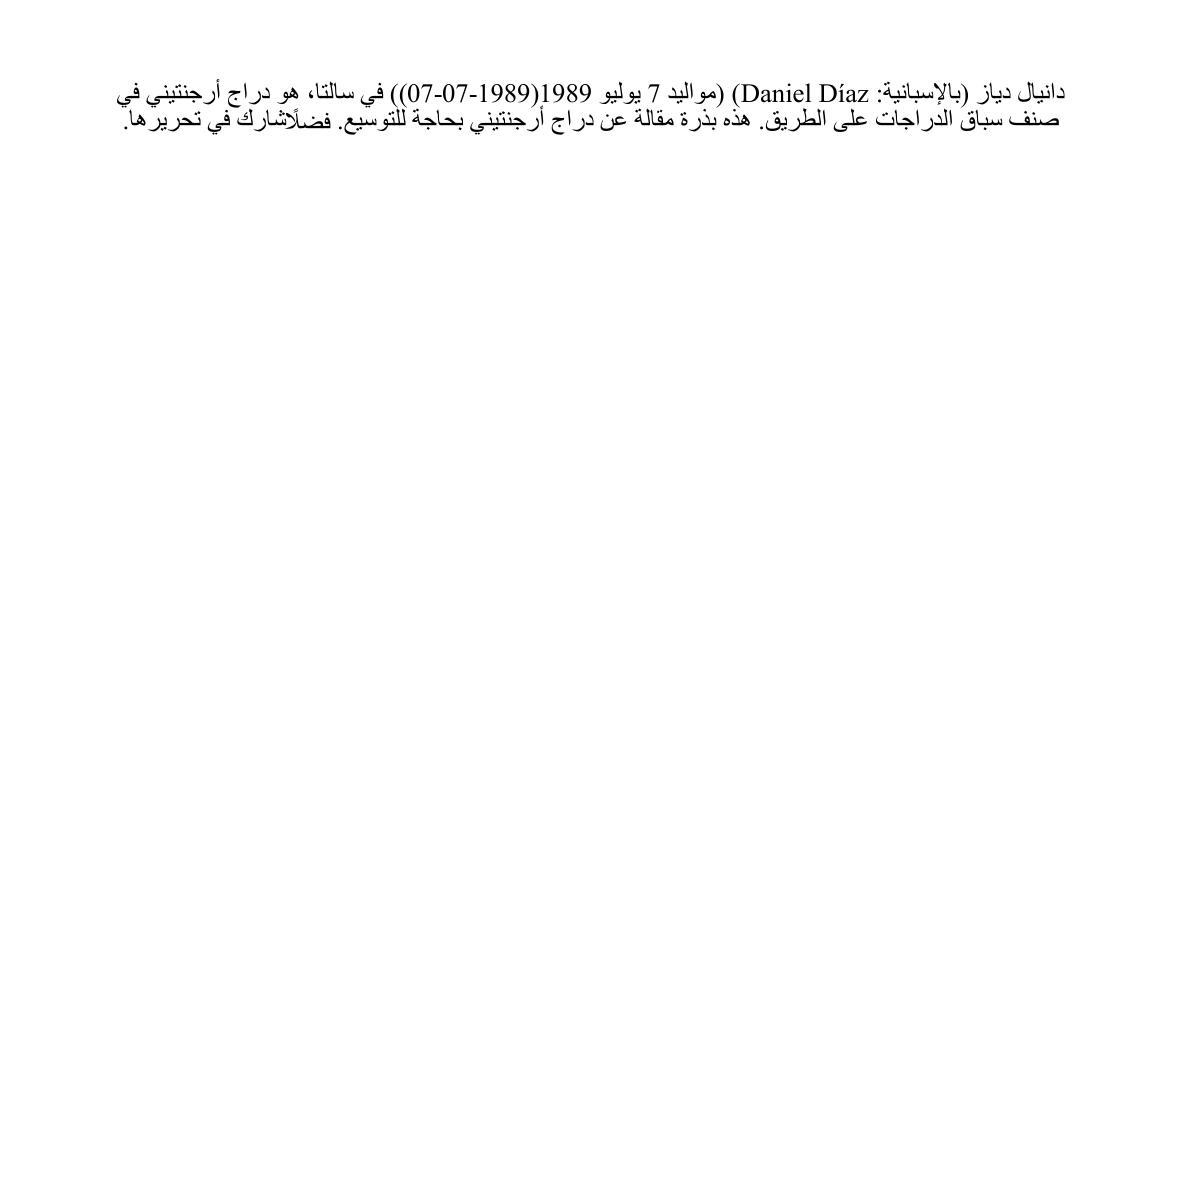 دانيال دياز (بالإسبانية: Daniel Díaz) (مواليد 7 يوليو 1989(1989-07-07)) في سالتا، هو دراج أرجنتيني في
صنف سباق الدراجات على الطريق. هذه بذرة مقالة عن دراج أرجنتيني بحاجة للتوسيع. فضلًاشارك في تحريرها.